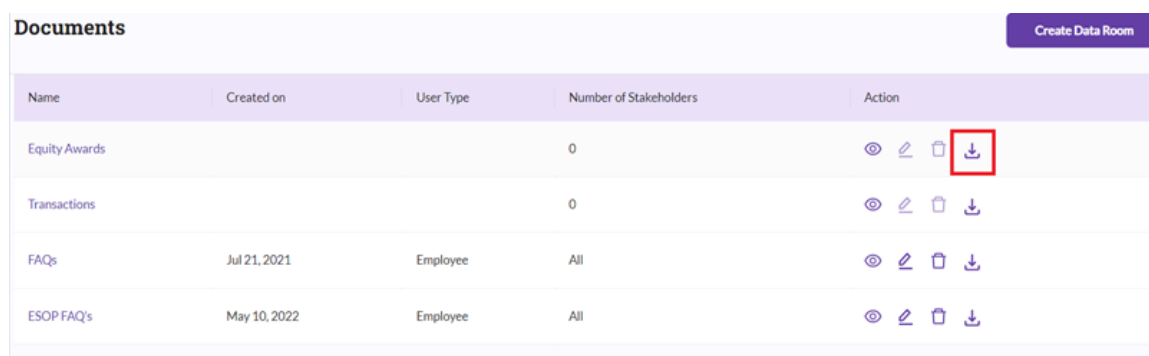 Documents
Create Data Room
Name Created on User Type Number of Stakeholders Action
Equity Awards 0
Transactions 0
FAQs Jul 21, 2021 Employee All
ESOP FAQ's May 10, 2022 Employee All